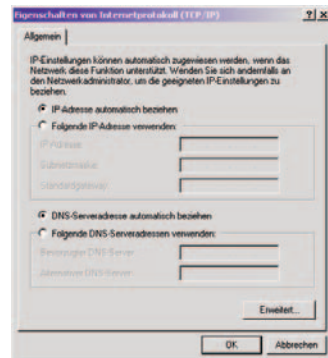 Eigenschaften von Internetprotokoll (TCP/IP)
Allgemein
IP-Einstellungen können automatisch zugewiesen werden, wenn das
Netzwerk diese Funktion unterstützt. Wenden Sie sich andernfalls an
den Netzwerkadministrator, um die geeigneten IP-Einstellungen zu
beziehen.
IP-Adresse automatisch beziehen
Folgende IP-Adresse verwenden:
IP-Adresse
Subnetzmaske
Standardgateway
DNS-Serveradresse automatisch beziehen
Folgende DNS-Serveradressen verwenden:
Bevorzugter DNS-Server
Alternativer DNS-Server
Erweitert...
OK
Abbrechen